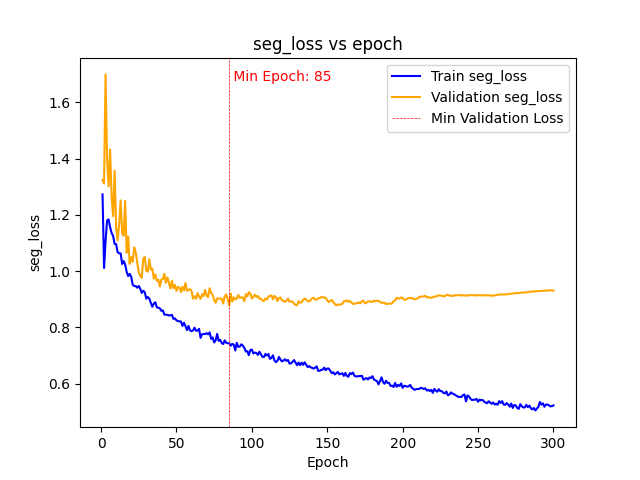 seg_loss vs epoch
Min Epoch: 85
Train seg_loss
Validation seg_loss
Min Validation Loss
seg_loss
1.6
1.4
1.2
1.0
0.8
0.6
0
50
100
150
200
250
300
Epoch